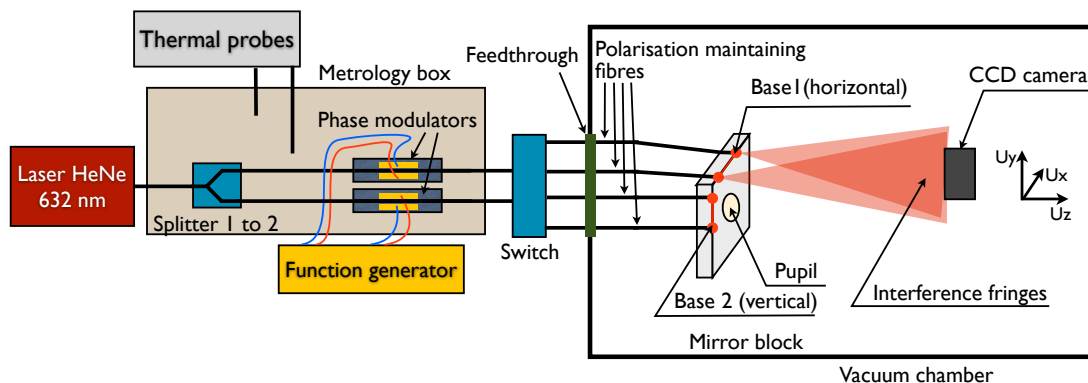 Thermal probes
Metrology box
Phase modulators
Laser HeNe
632 nm
Splitter 1 to 2
Function generator
Switch
Feedthrough
Polarisation maintaining
fibres
Base1(horizontal)
CCD camera
Uy
Ux
Uz
Pupil
Base 2 (vertical)
Interference fringes
Mirror block
Vacuum chamber